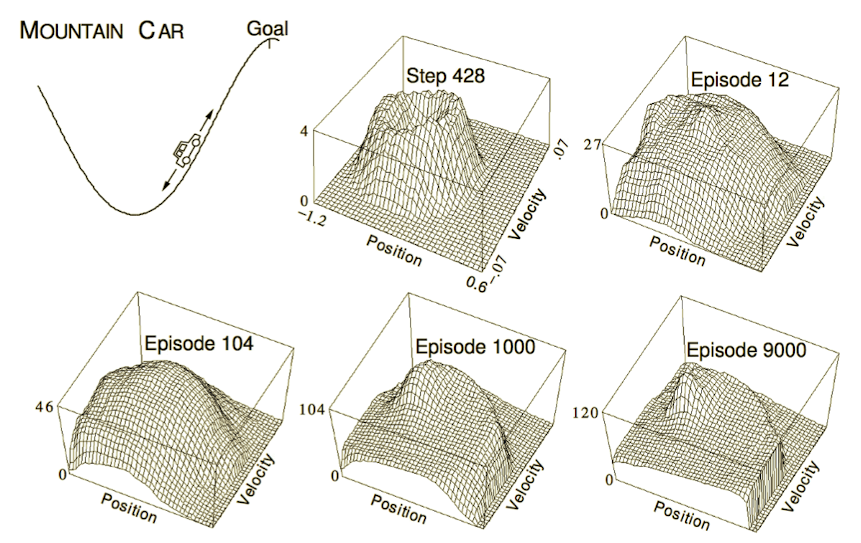 MOUNTAIN CAR
Goal
Step 428
4
0
-1.2
Position
0.6
-.07
Velocity
.07
Episode 12
27
0
Position
Velocity
Episode 104
46
0
Position
Velocity
Episode 1000
104
0
Position
Velocity
Episode 9000
120
0
Position
Velocity